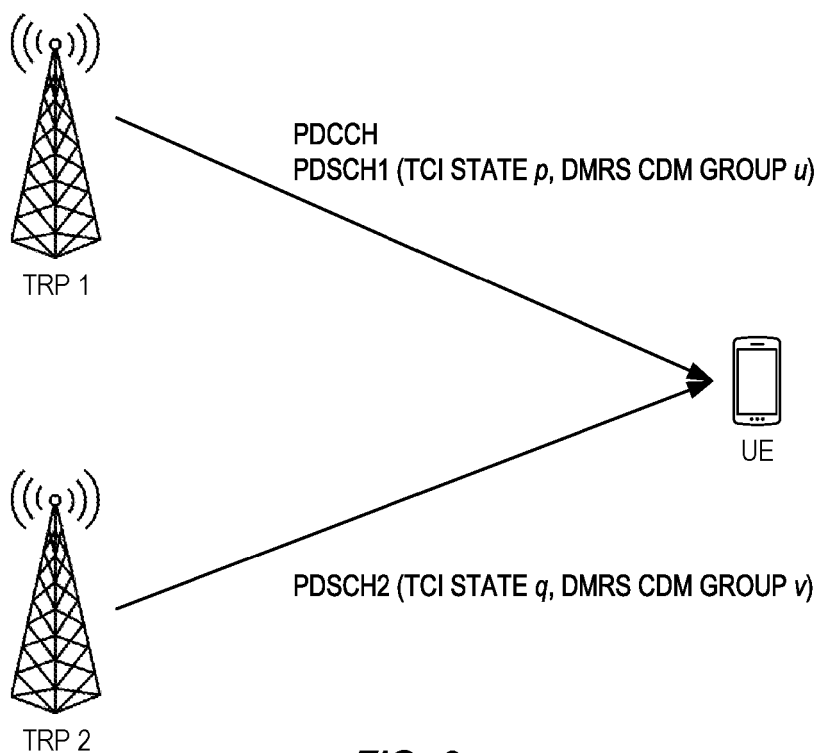 PDCCH
PDSCH1 (TCI STATE p, DMRS CDM GROUP u)
TRP 1
UE
PDSCH2 (TCI STATE q, DMRS CDM GROUP v)
TRP 2